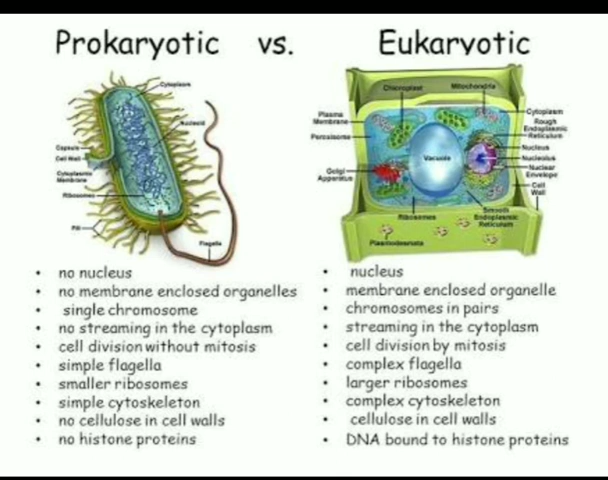 Prokaryotic vs. Eukaryotic
Cytoplasm
Nucleoid
Capsule
Cell Wall
Cytoplasmic
Membrane
Ribosomes
Pili
Flagella
Chloroplast
Mitochondria
Plasma
Membrane
Peroxisome
Golgi
Apparatus
Vacuole
Cytoplasm
Rough
Endoplasmic
Reticulum
Nucleus
Nucleolus
Nuclear
Envelope
Cell
Wall
Ribosomes
Smooth
Endoplasmic
Reticulum
Plasmodesmata
• no nucleus
• no membrane enclosed organelles
• single chromosome
• no streaming in the cytoplasm
• cell division without mitosis
• simple flagella
• smaller ribosomes
• simple cytoskeleton
• no cellulose in cell walls
• no histone proteins
• nucleus
• membrane enclosed organelle
• chromosomes in pairs
• streaming in the cytoplasm
• cell division by mitosis
• complex flagella
• larger ribosomes
• complex cytoskeleton
• cellulose in cell walls
• DNA bound to histone proteins